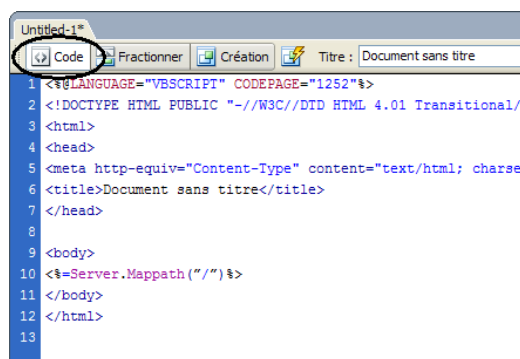 Untitled-1*
Code Fractionner Création Titre : Document sans titre
1 <%@LANGUAGE="VBSCRIPT" CODEPAGE="1252"%>
2 <!DOCTYPE HTML PUBLIC "-//W3C//DTD HTML 4.01 Transitional/
3 <html>
4 <head>
5 <meta http-equiv="Content-Type" content="text/html; charse
6 <title>Document sans titre</title>
7 </head>
8
9 <body>
10 <%=Server.Mappath(″/″)%>
11 </body>
12 </html>
13